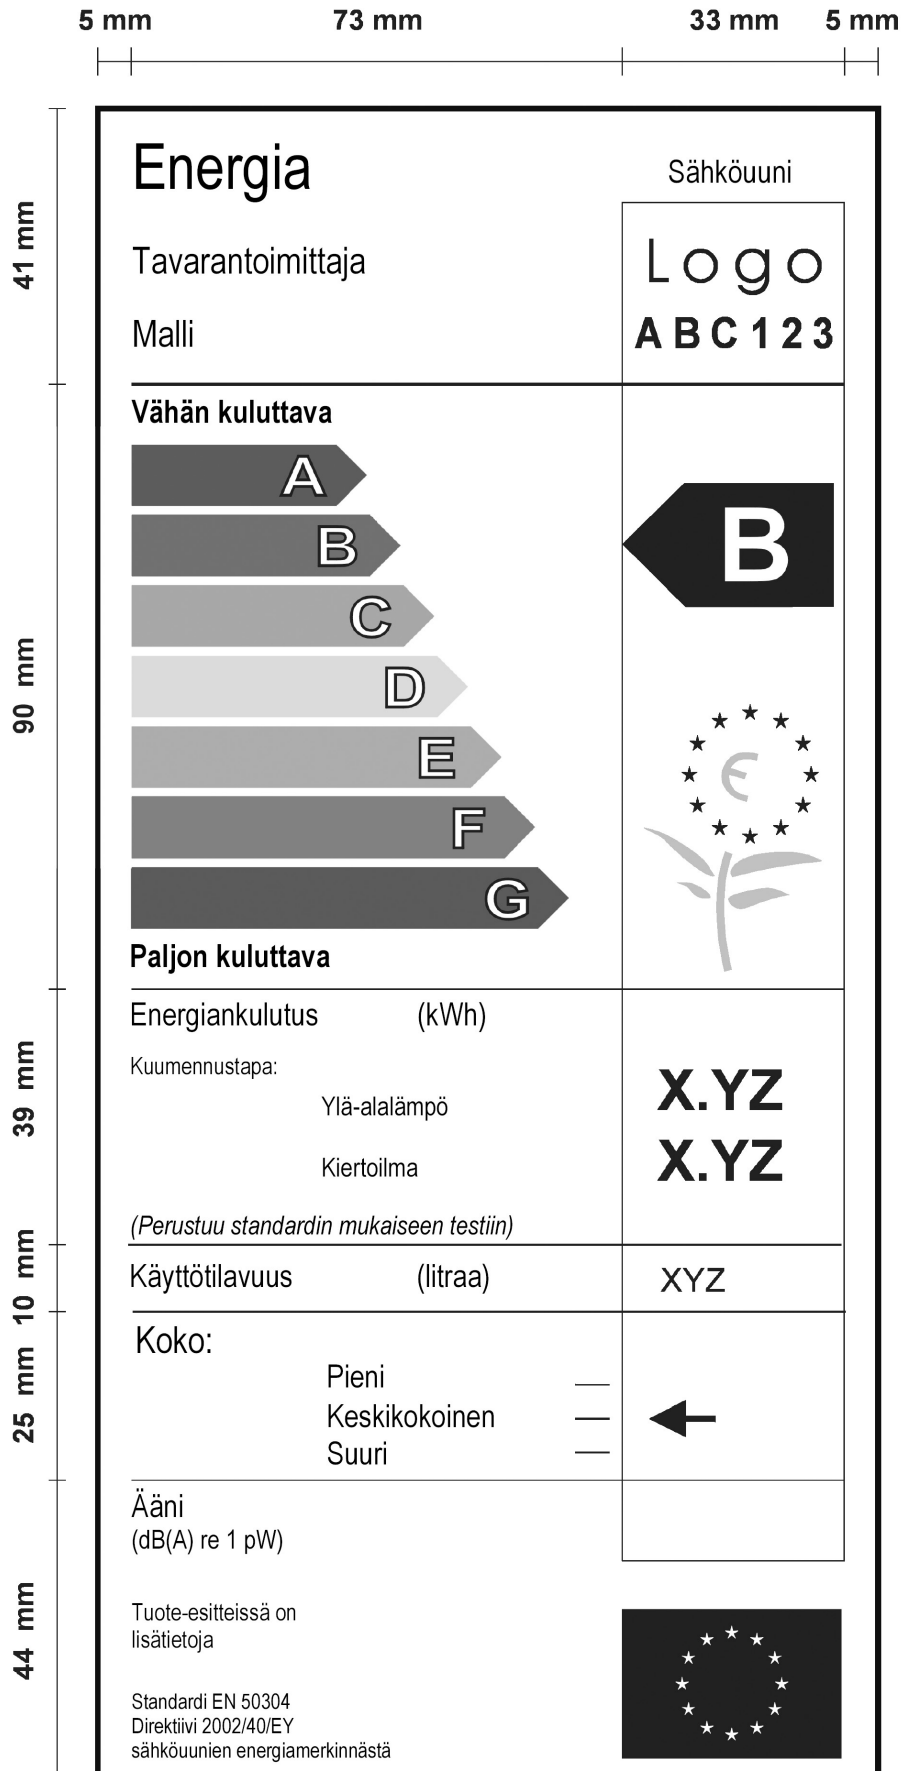 5 mm 73 mm 33 mm 5 mm
Energia
Sähköuuni
41 mm
Tavarantoimittaja
Logo
Malli
ABC123
Vähän kuluttava
A
B
B
C
90 mm
D
E
F
G
Paljon kuluttava
Energiankulutus (kWh)
39 mm
Kuumennustapa:
Ylä-alalämpö X.YZ
Kiertoilma X.YZ
(Perustuu standardin mukaiseen testiin)
10 mm
Käyttötilavuus (litraa) XYZ
Koko:
25 mm
Pieni
Keskikokoinen
Suuri
Ääni
(dB(A) re 1 pW)
44 mm
Tuote-esitteissä on
lisätietoja
Standardi EN 50304
Direktiivi 2002/40/EY
sähköuunien energiamerkinnästä